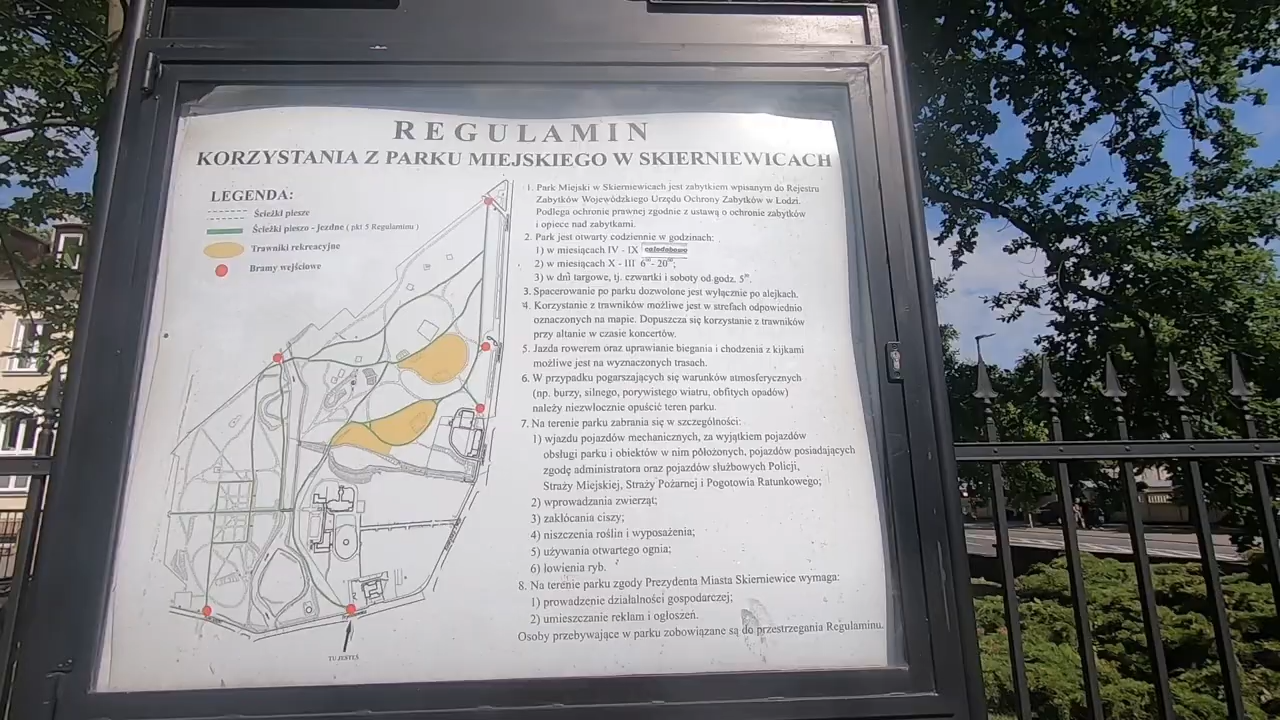 REGULAMIN
KORZYSTANIA Z PARKU MIEJSKIEGO W SKIERNIEWICACH
LEGENDA:
Ścieżki piesze
Ścieżki pieszo - jezdne ( pkt 5 Regulaminu )
Trawniki rekreacyjne
Bramy wejściowe
TU JESTEŚ
1. Park Miejski w Skierniewicach jest zabytkiem wpisanym do Rejestru
Zabytków Wojewódzkiego Urzędu Ochrony Zabytków w Łodzi.
Podlega ochronie prawnej zgodnie z ustawą o ochronie zabytków
i opiece nad zabytkami.
2. Park jest otwarty codziennie w godzinach:
1) w miesiącach IV - IX całodobowo
2) w miesiącach X - III 6⁰⁰ - 20⁰⁰;
3) w dni targowe, tj. czwartki i soboty od godz. 5⁰⁰.
3. Spacerowanie po parku dozwolone jest wyłącznie po alejkach.
4. Korzystanie z trawników możliwe jest w strefach odpowiednio
oznaczonych na mapie. Dopuszcza się korzystanie z trawników
przy altanie w czasie koncertów.
5. Jazda rowerem oraz uprawianie biegania i chodzenia z kijkami
możliwe jest na wyznaczonych trasach.
6. W przypadku pogarszających się warunków atmosferycznych
(np. burzy, silnego, porywistego wiatru, obfitych opadów)
należy niezwłocznie opuścić teren parku.
7. Na terenie parku zabrania się w szczególności:
1) wjazdu pojazdów mechanicznych, za wyjątkiem pojazdów
obsługi parku i obiektów w nim położonych, pojazdów posiadających
zgodę administratora oraz pojazdów służbowych Policji,
Straży Miejskiej, Straży Pożarnej i Pogotowia Ratunkowego;
2) wprowadzania zwierząt;
3) zakłócania ciszy;
4) niszczenia roślin i wyposażenia;
5) używania otwartego ognia;
6) łowienia ryb.
8. Na terenie parku zgody Prezydenta Miasta Skierniewice wymaga:
1) prowadzenie działalności gospodarczej;
2) umieszczanie reklam i ogłoszeń.
Osoby przebywające w parku zobowiązane są do przestrzegania Regulaminu.